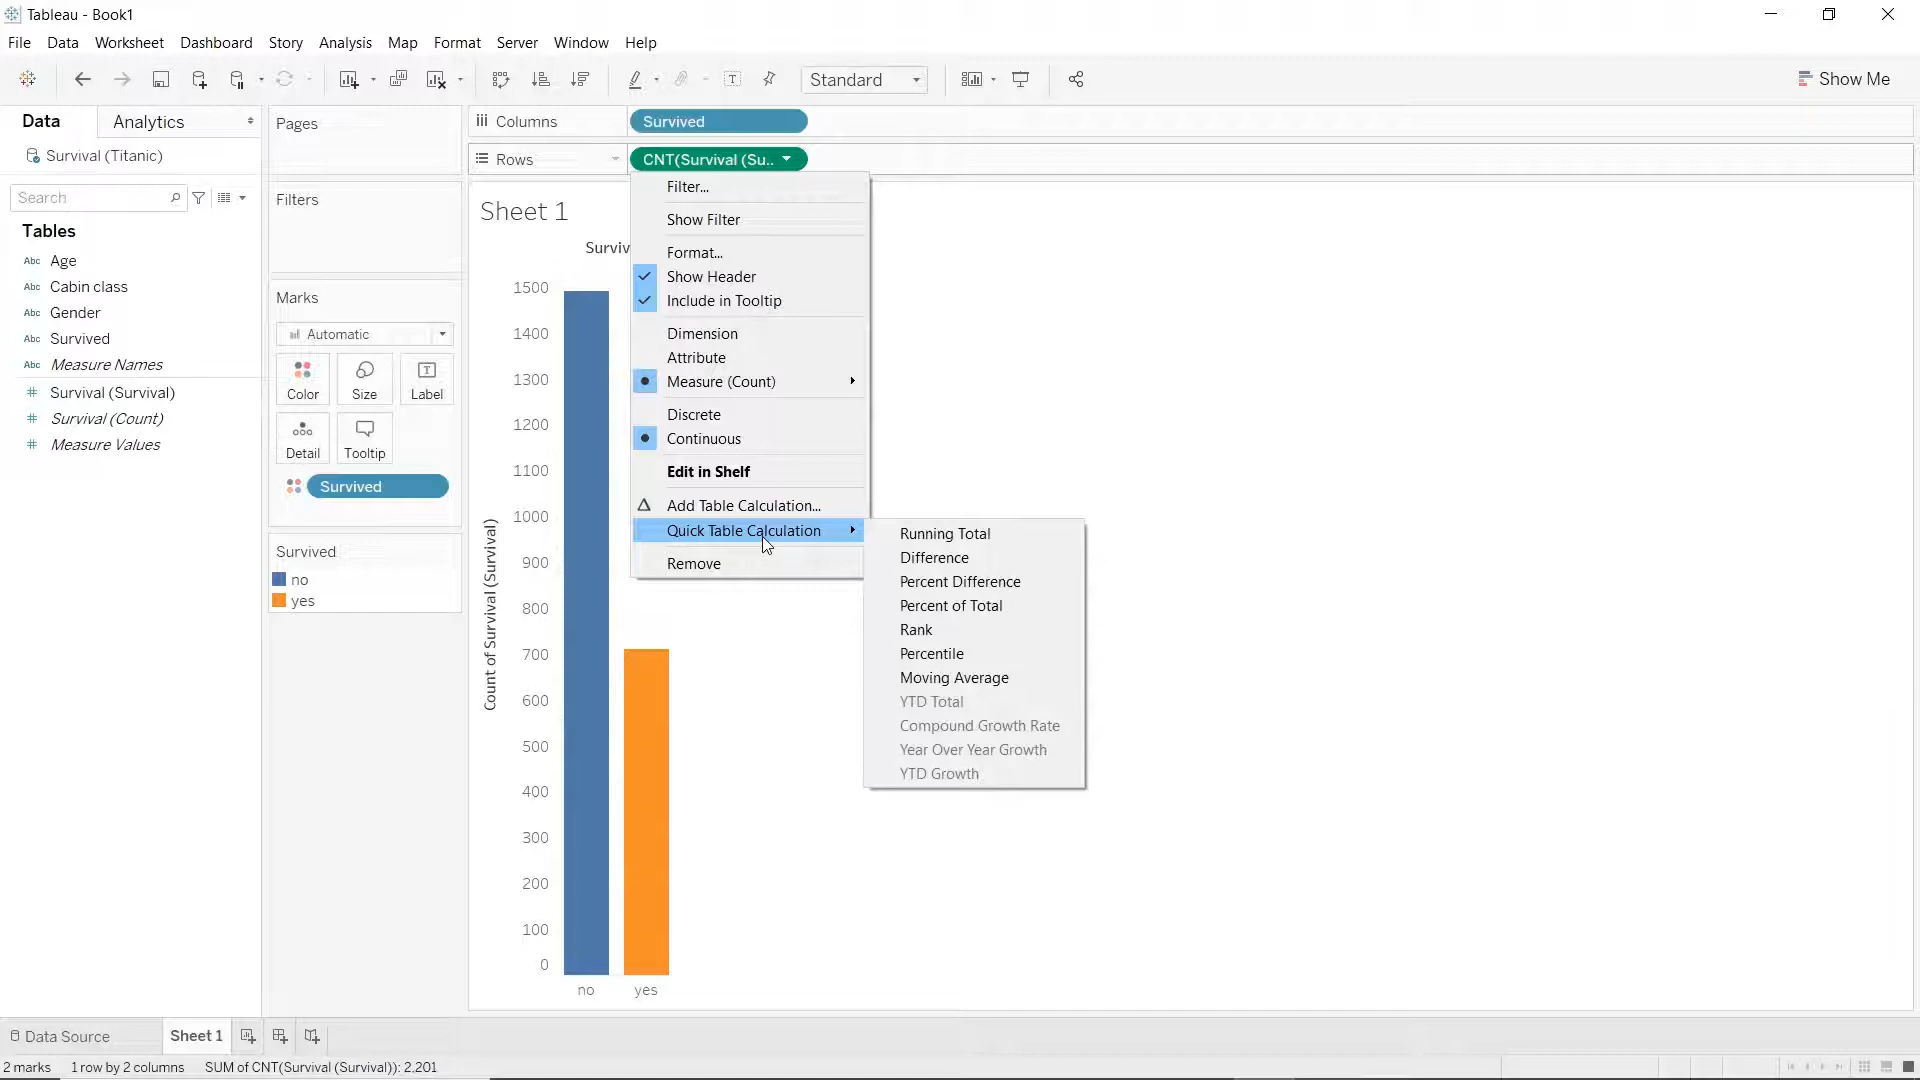 Tableau - Book1
File Data Worksheet Dashboard Story Analysis Map Format Server Window Help
Standard
Show Me
Data
Analytics
Survival (Titanic)
Search
Tables
Abc Age
Abc Cabin class
Abc Gender
Abc Survived
Abc Measure Names
# Survival (Survival)
# Survival (Count)
# Measure Values
Pages
Filters
Marks
Automatic
Color
Size
Label
Detail
Tooltip
Survived
Survived
no
yes
Columns
Survived
Rows
CNT(Survival (Su..
Sheet 1
Surviv
Count of Survival (Survival)
1500
1400
1300
1200
1100
1000
900
800
700
600
500
400
300
200
100
0
no
yes
Filter...
Show Filter
Format...
Show Header
Include in Tooltip
Dimension
Attribute
Measure (Count)
Discrete
Continuous
Edit in Shelf
Add Table Calculation...
Quick Table Calculation
Remove
Running Total
Difference
Percent Difference
Percent of Total
Rank
Percentile
Moving Average
YTD Total
Compound Growth Rate
Year Over Year Growth
YTD Growth
Data Source
Sheet 1
2 marks 1 row by 2 columns SUM of CNT(Survival (Survival)): 2,201